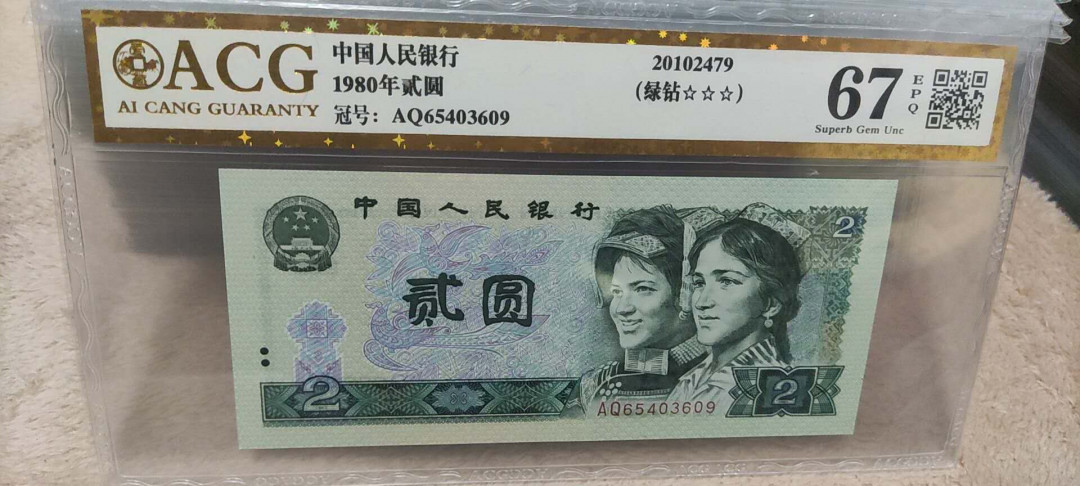 ACG
AI CANG GUARANTY
中国人民银行
1980年贰圆
冠号: AQ65403609
20102479
(绿钻☆☆☆)
67
EPQ
Superb Gem Unc
中国人民银行
2
贰圆
2
AQ65403609
2